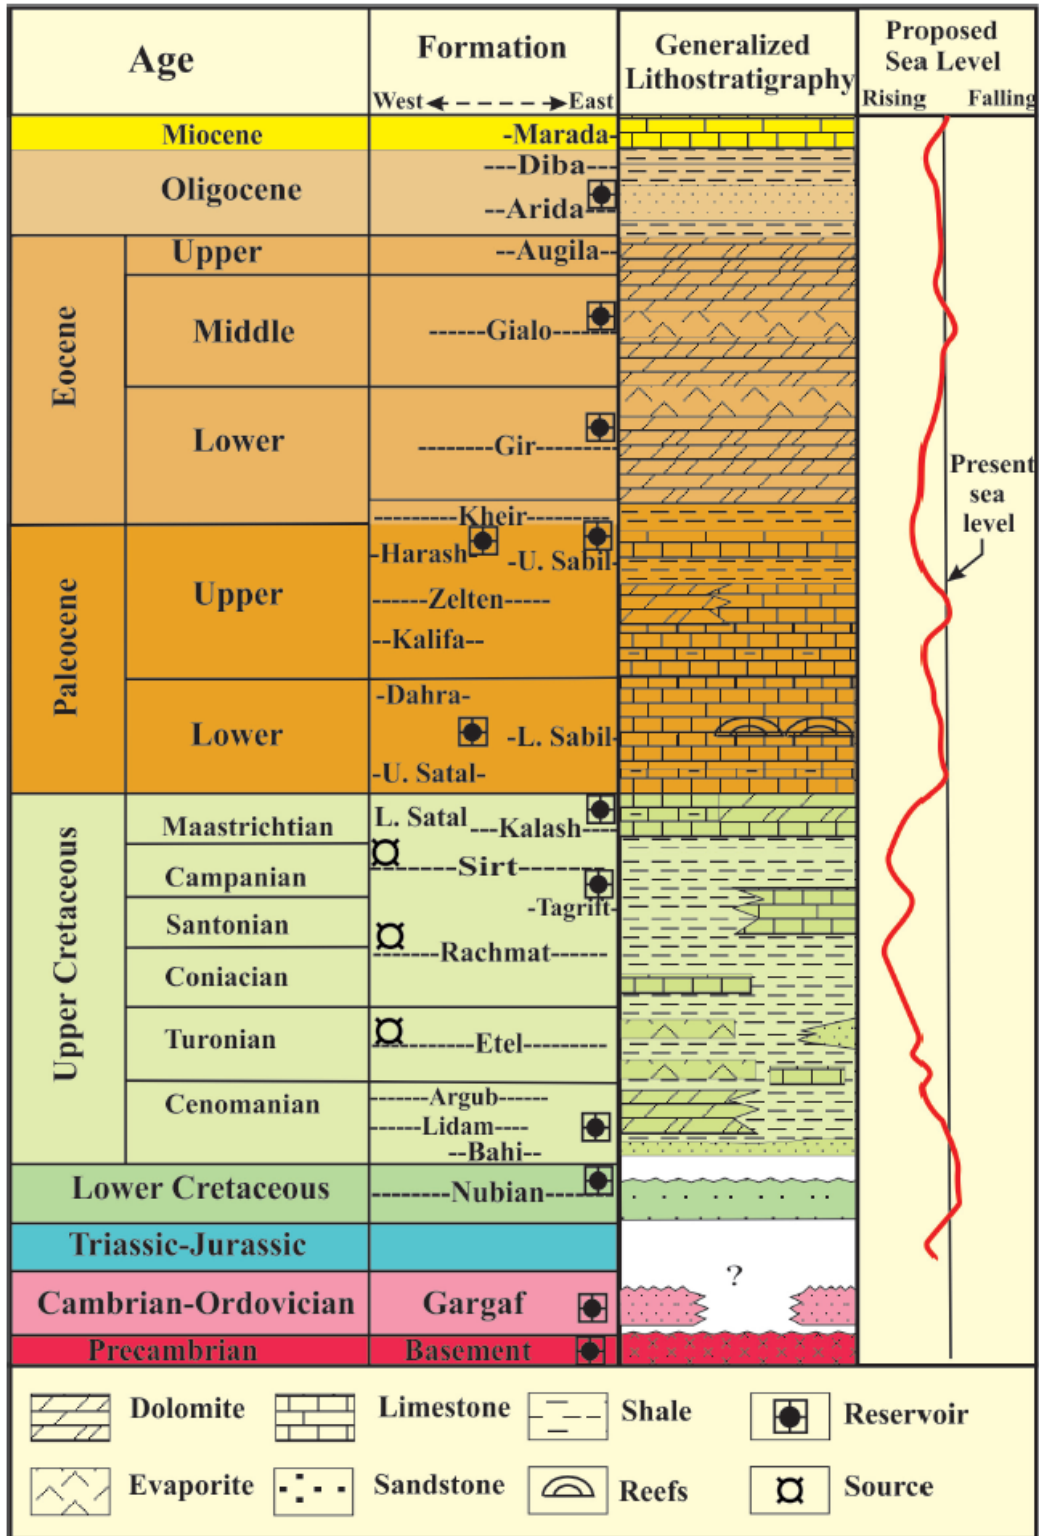 Age
Formation
West East
Generalized
Lithostratigraphy
Proposed
Sea Level
Rising Falling
Miocene
-Marada-
Oligocene
---Diba---
--Arida--
Eocene
Upper
--Augila--
Middle
------Gialo------
Lower
--------Gir---------
--------Kheir--------
Paleocene
Upper
-Harash-
-U. Sabil-
------Zelten-----
--Kalifa--
Lower
-Dahra-
-L. Sabil-
-U. Satal-
Upper Cretaceous
Maastrichtian
L. Satal
---Kalash---
Campanian
---------Sirt----------
-Tagrift-
Santonian
-------Rachmat------
Coniacian
Turonian
----------Etel---------
Cenomanian
------Argub------
-----Lidam----
--Bahi--
Lower Cretaceous
--------Nubian-------
Triassic-Jurassic
Cambrian-Ordovician
Gargaf
?
Precambrian
Basement
Present
sea
level
Dolomite
Limestone
Shale
Reservoir
Evaporite
Sandstone
Reefs
Source